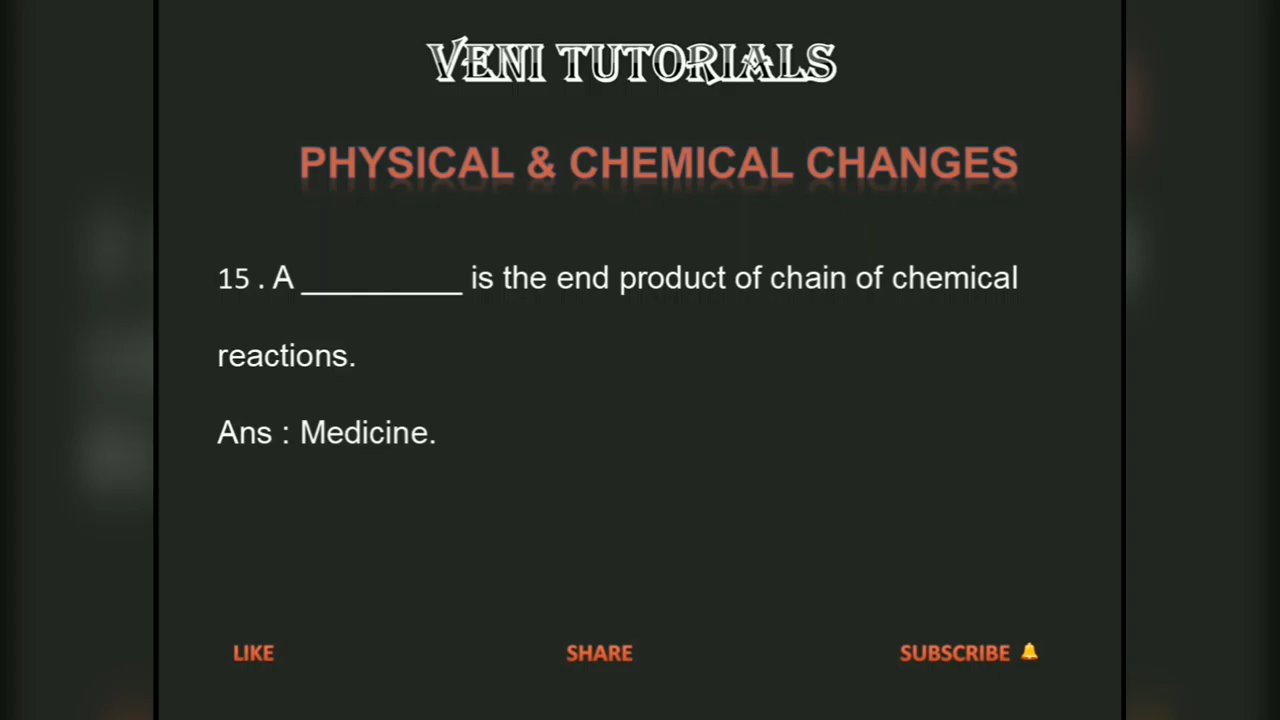 VENI TUTORIALS
PHYSICAL & CHEMICAL CHANGES
15 . A __________ is the end product of chain of chemical
reactions.
Ans : Medicine.
LIKE SHARE SUBSCRIBE